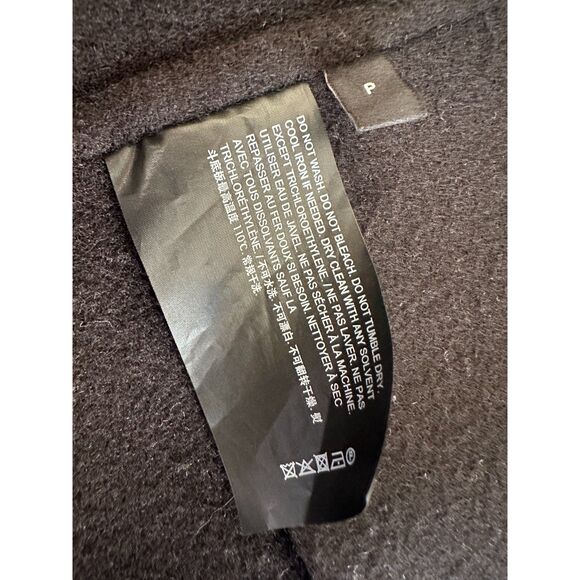 P
DO NOT WASH. DO NOT BLEACH. DO NOT TUMBLE DRY.
COOL IRON IF NEEDED, DRY CLEAN WITH ANY SOLVENT
EXCEPT TRICHLOROETHYLENE. / NE PAS LAVER. NE PAS
UTILISER EAU DE JAVEL. NE PAS SÉCHER À LA MACHINE.
REPASSER AU FER DOUX SI BESOIN. NETTOYER À SEC
AVEC TOUS DISSOLVANTS SAUF LA
TRICHLORÉTHYLÈNE. / 不可水洗. 不可漂白. 不可翻转干燥. 熨
斗底板最高温度 110℃. 常规干洗.